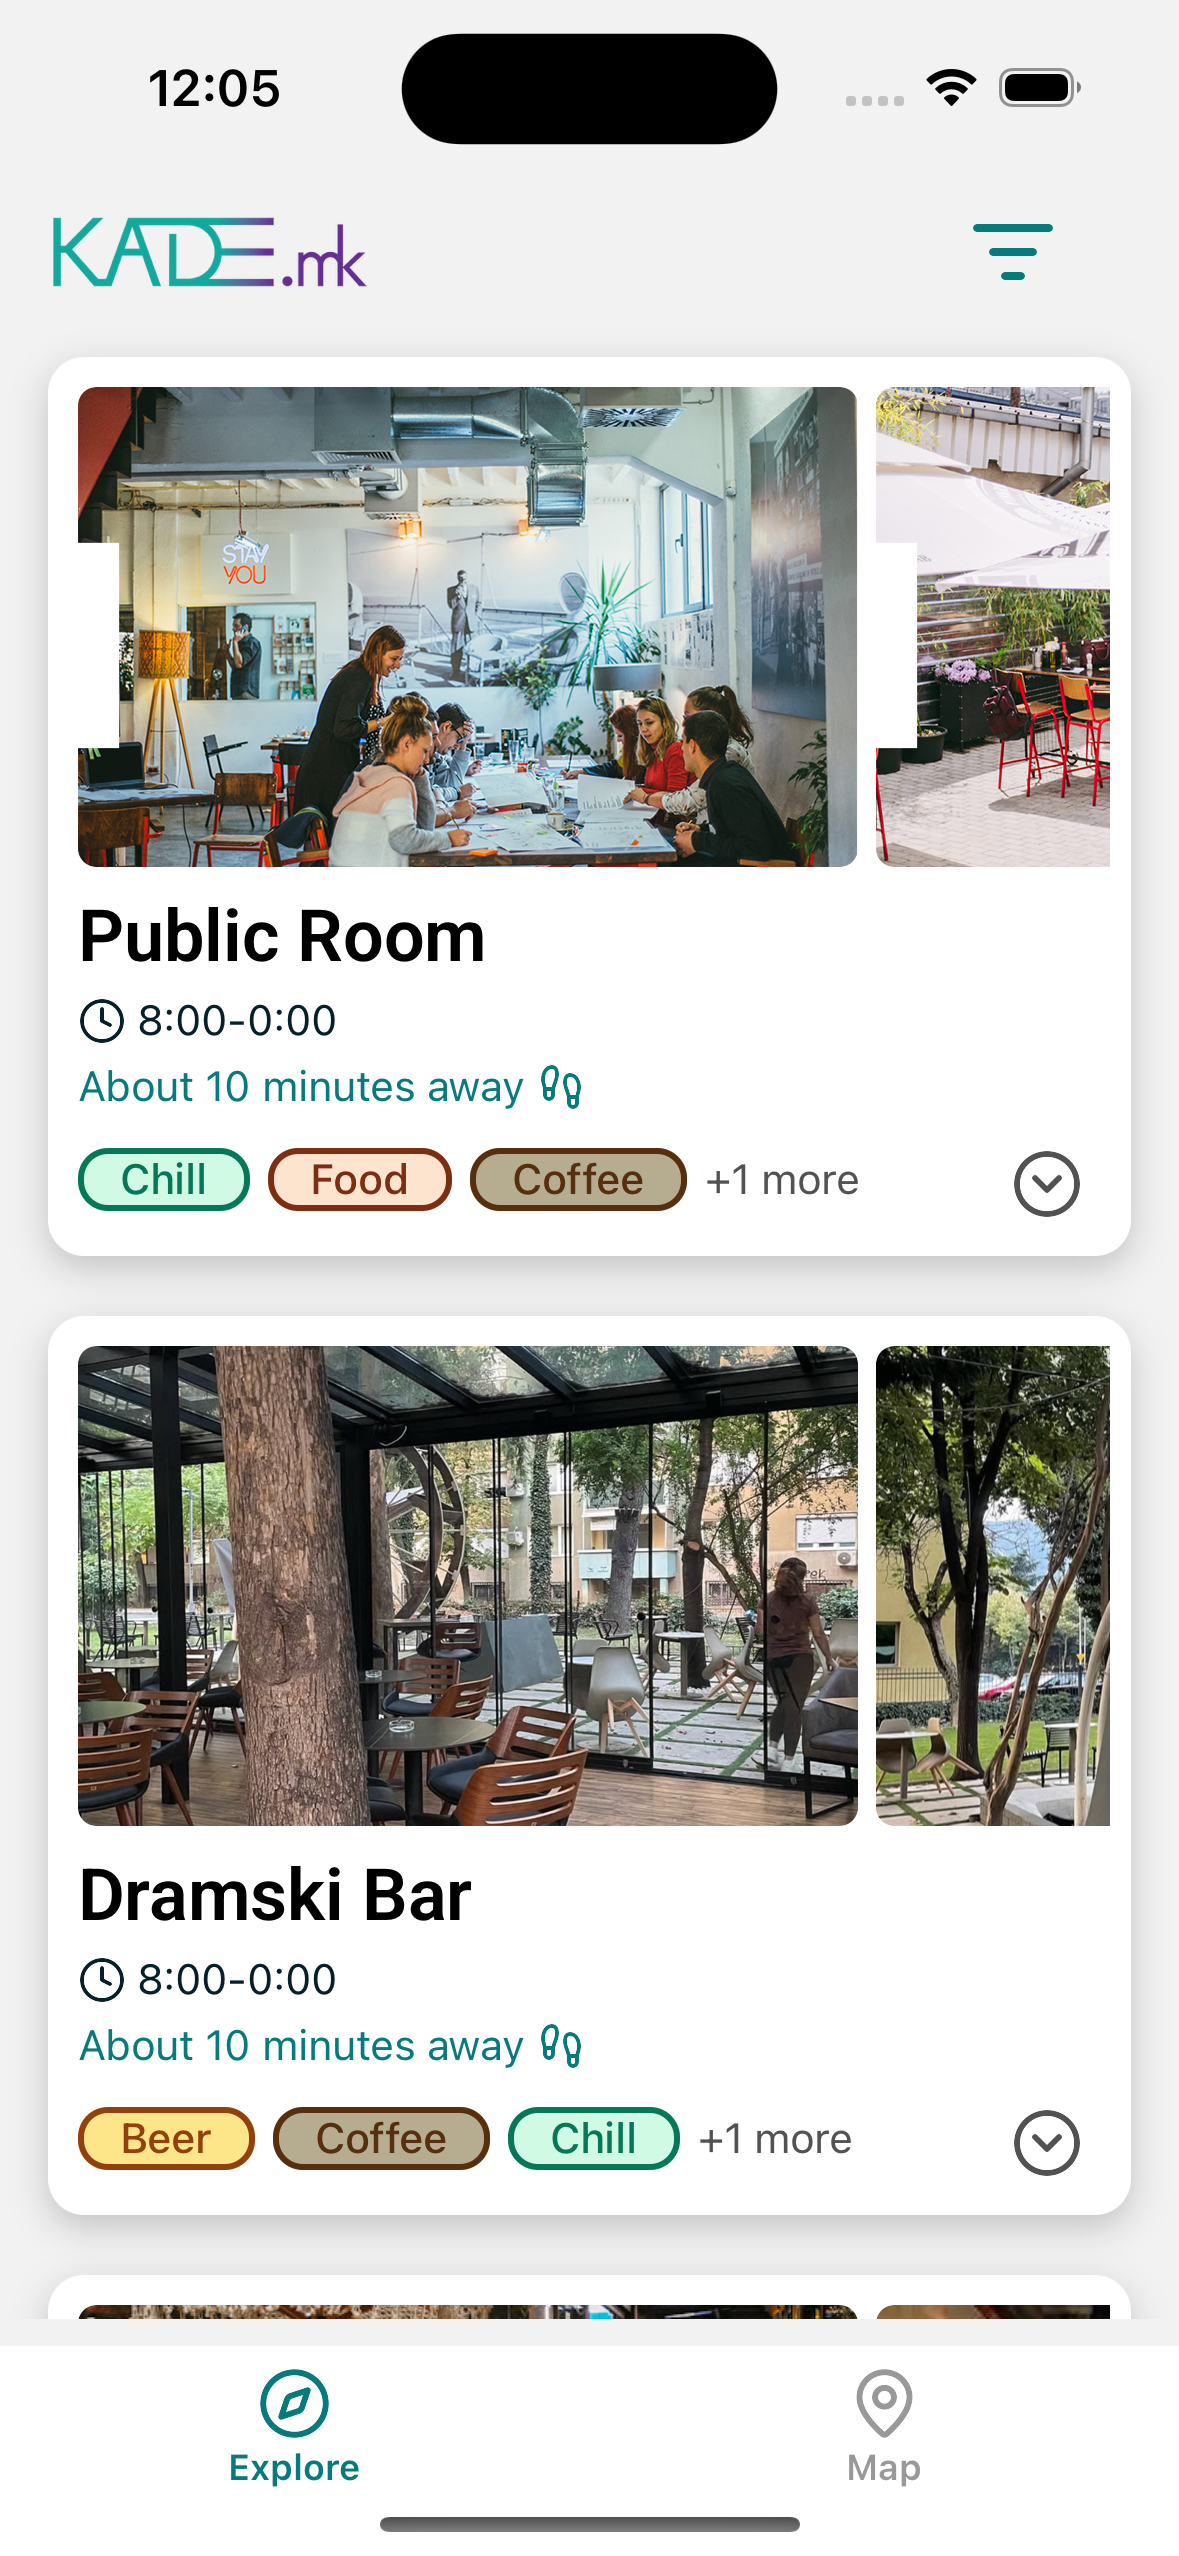 12:05
KADE.mk
STAY
YOU
Public Room
8:00-0:00
About 10 minutes away
Chill
Food
Coffee
+1 more
Dramski Bar
8:00-0:00
About 10 minutes away
Beer
Coffee
Chill
+1 more
Explore
Map